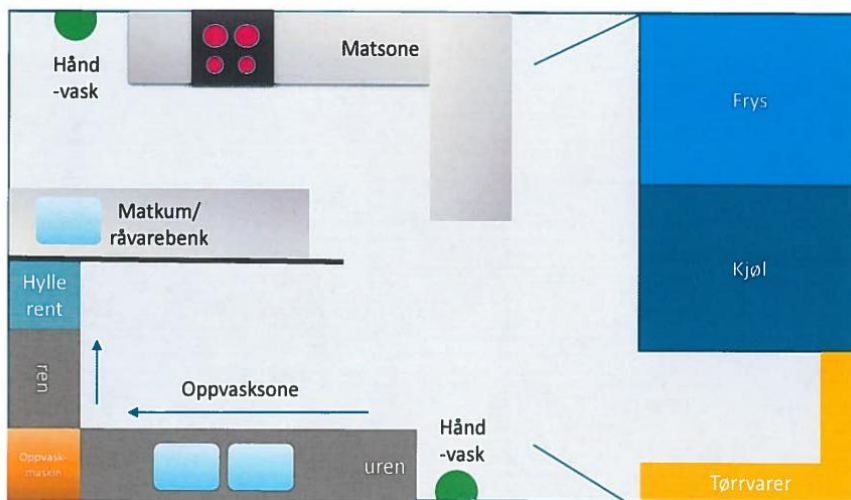 Hånd
-vask
Matsone
Frys
Matkum/
råvarebenk
Kjøl
Hylle
rent
ren
Oppvasksone
Oppvask-
maskin
uren
Hånd
-vask
Tørrvarer